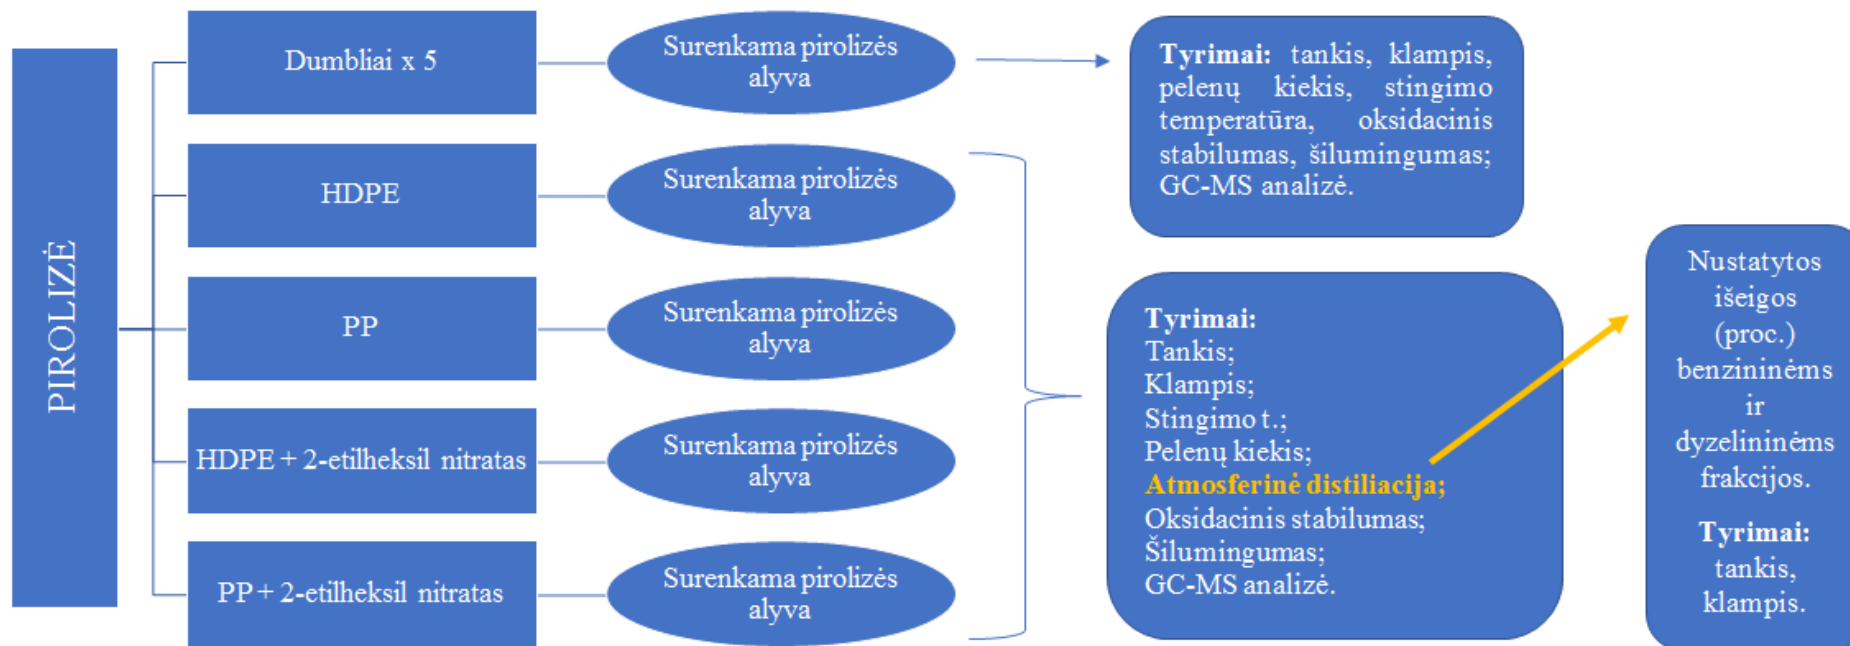 PIROLIZĖ
Dumbliai x 5
Surenkama pirolizės
alyva
Tyrimai: tankis, klampis,
pelenų kiekis, stingimo
temperatūra, oksidacinis
stabilumas, šilumingumas;
GC-MS analizė.
HDPE
Surenkama pirolizės
alyva
PP
Surenkama pirolizės
alyva
HDPE + 2-etilheksil nitratas
Surenkama pirolizės
alyva
PP + 2-etilheksil nitratas
Surenkama pirolizės
alyva
Tyrimai:
Tankis;
Klampis;
Stingimo t.;
Pelenų kiekis;
Atmosferinė distiliacija;
Oksidacinis stabilumas;
Šilumingumas;
GC-MS analizė.
Nustatytos
išeigos
(proc.)
benzininėms
ir
dyzelininėms
frakcijos.
Tyrimai:
tankis,
klampis.